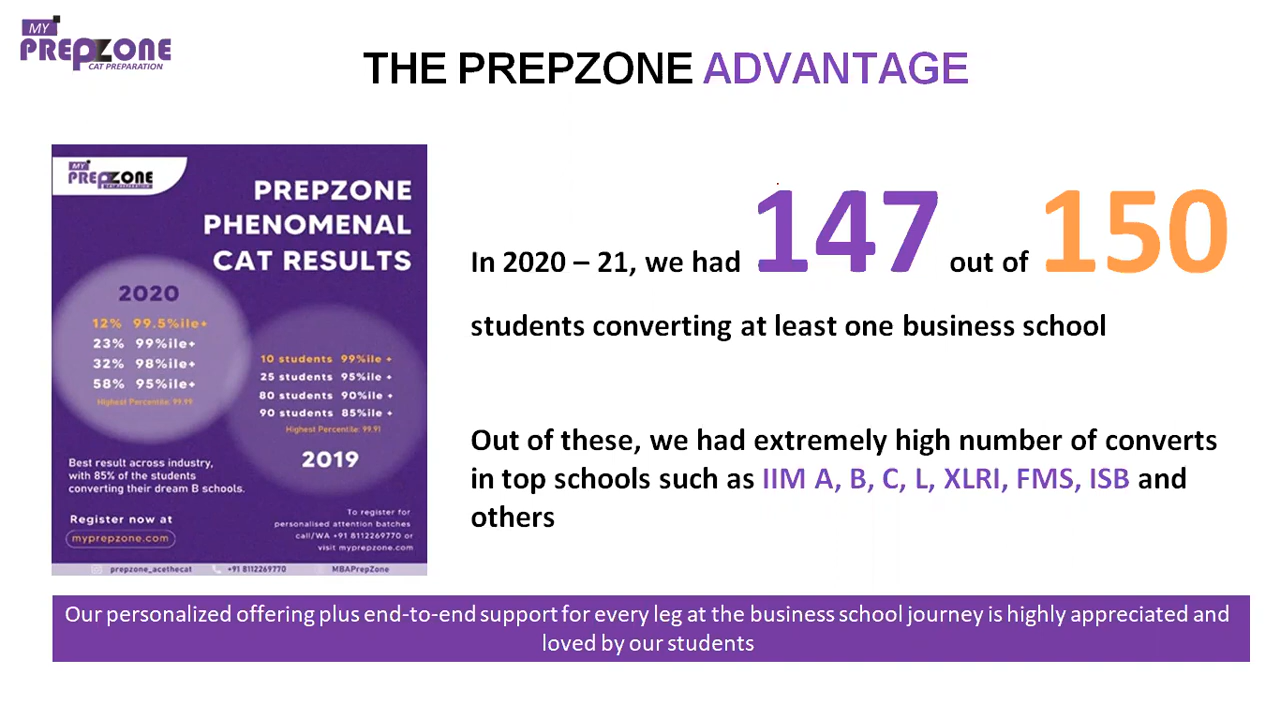 MY
PREPZONE
CAT PREPARATION
THE PREPZONE ADVANTAGE
MY
PREPZONE
CAT PREPARATION
PREPZONE
PHENOMENAL
CAT RESULTS
2020
12% 99.5%ile+
23% 99%ile+
32% 98%ile+
58% 95%ile+
Highest Percentile: 99.99
10 students 99%ile +
25 students 95%ile +
80 students 90%ile +
90 students 85%ile +
Highest Percentile: 99.91
2019
Best result across industry,
with 85% of the students
converting their dream B schools.
Register now at
myprepzone.com
To register for
personalised attention batches
call/WA +91 8112269770 or
visit myprepzone.com
prepzone_acethecat +91 8112269770 MBAPrepZone
In 2020 – 21, we had 147 out of 150
students converting at least one business school
Out of these, we had extremely high number of converts
in top schools such as IIM A, B, C, L, XLRI, FMS, ISB and
others
Our personalized offering plus end-to-end support for every leg at the business school journey is highly appreciated and
loved by our students